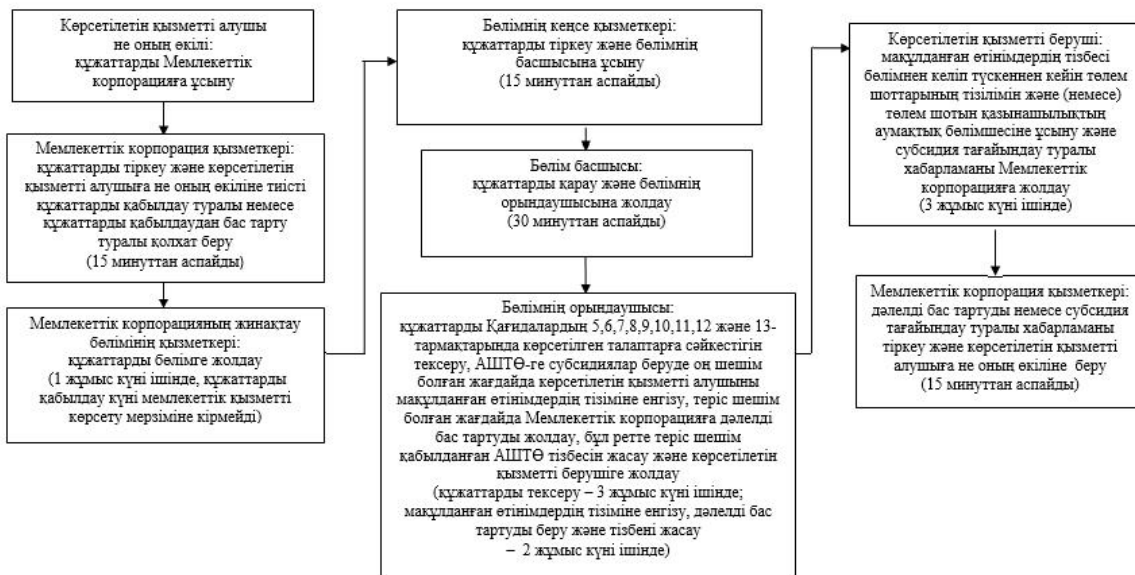 Көрсетілетін қызметті алушы
не оның өкілі:
құжаттарды Мемлекеттік
корпорацияға ұсыну
Мемлекеттік корпорация қызметкері:
құжаттарды тіркеу және көрсетілетін
қызметті алушыға не оның өкіліне тиісті
құжаттарды қабылдау туралы немесе
құжаттарды қабылдаудан бас тарту
туралы қолхат беру
(15 минуттан аспайды)
Мемлекеттік корпорацияның жинақтау
бөлімінің қызметкері:
құжаттарды бөлімге жолдау
(1 жұмыс күні ішінде, құжаттарды
қабылдау күні мемлекеттік қызметті
көрсету мерзіміне кірмейді)
Бөлімнің кеңсе қызметкері:
құжаттарды тіркеу және бөлімнің
басшысына ұсыну
(15 минуттан аспайды)
Бөлім басшысы:
құжаттарды қарау және бөлімнің
орындаушысына жолдау
(30 минуттан аспайды)
Бөлімнің орындаушысы:
құжаттарды Қағидалардың 5,6,7,8,9,10,11,12 және 13-
тармақтарында көрсетілген талаптарға сәйкестігін
тексеру, АШТӨ-ге субсидиялар беруде оң шешім
болған жағдайда көрсетілетін қызметті алушыны
мақұлданған өтінімдердің тізіміне енгізу, теріс шешім
болған жағдайда Мемлекеттік корпорацияға дәлелді
бас тартуды жолдау, бұл ретте теріс шешім
қабылданған АШТӨ тізбесін жасау және көрсетілетін
қызметті берушіге жолдау
(құжаттарды тексеру – 3 жұмыс күні ішінде;
мақұлданған өтінімдердің тізіміне енгізу, дәлелді бас
тартуды беру және тізбені жасау
– 2 жұмыс күні ішінде)
Көрсетілетін қызметті беруші:
мақұлданған өтінімдердің тізбесі
бөлімнен келіп түскеннен кейін төлем
шоттарының тізілімін және (немесе)
төлем шотын қазынашылықтың
аумақтық бөлімшесіне ұсыну және
субсидия тағайындау туралы
хабарламаны Мемлекеттік
корпорацияға жолдау
(3 жұмыс күні ішінде)
Мемлекеттік корпорация қызметкері:
дәлелді бас тартуды немесе субсидия
тағайындау туралы хабарламаны
тіркеу және көрсетілетін қызметті
алушыға не оның өкіліне беру
(15 минуттан аспайды)